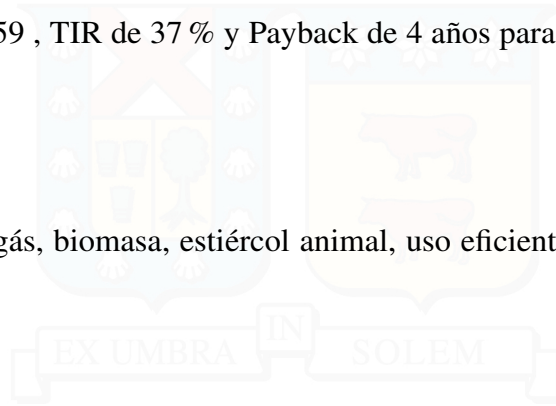 59 , TIR de 37 % y Payback de 4 años para
gás, biomasa, estiércol animal, uso eficient
EX UMBRA IN SOLEM